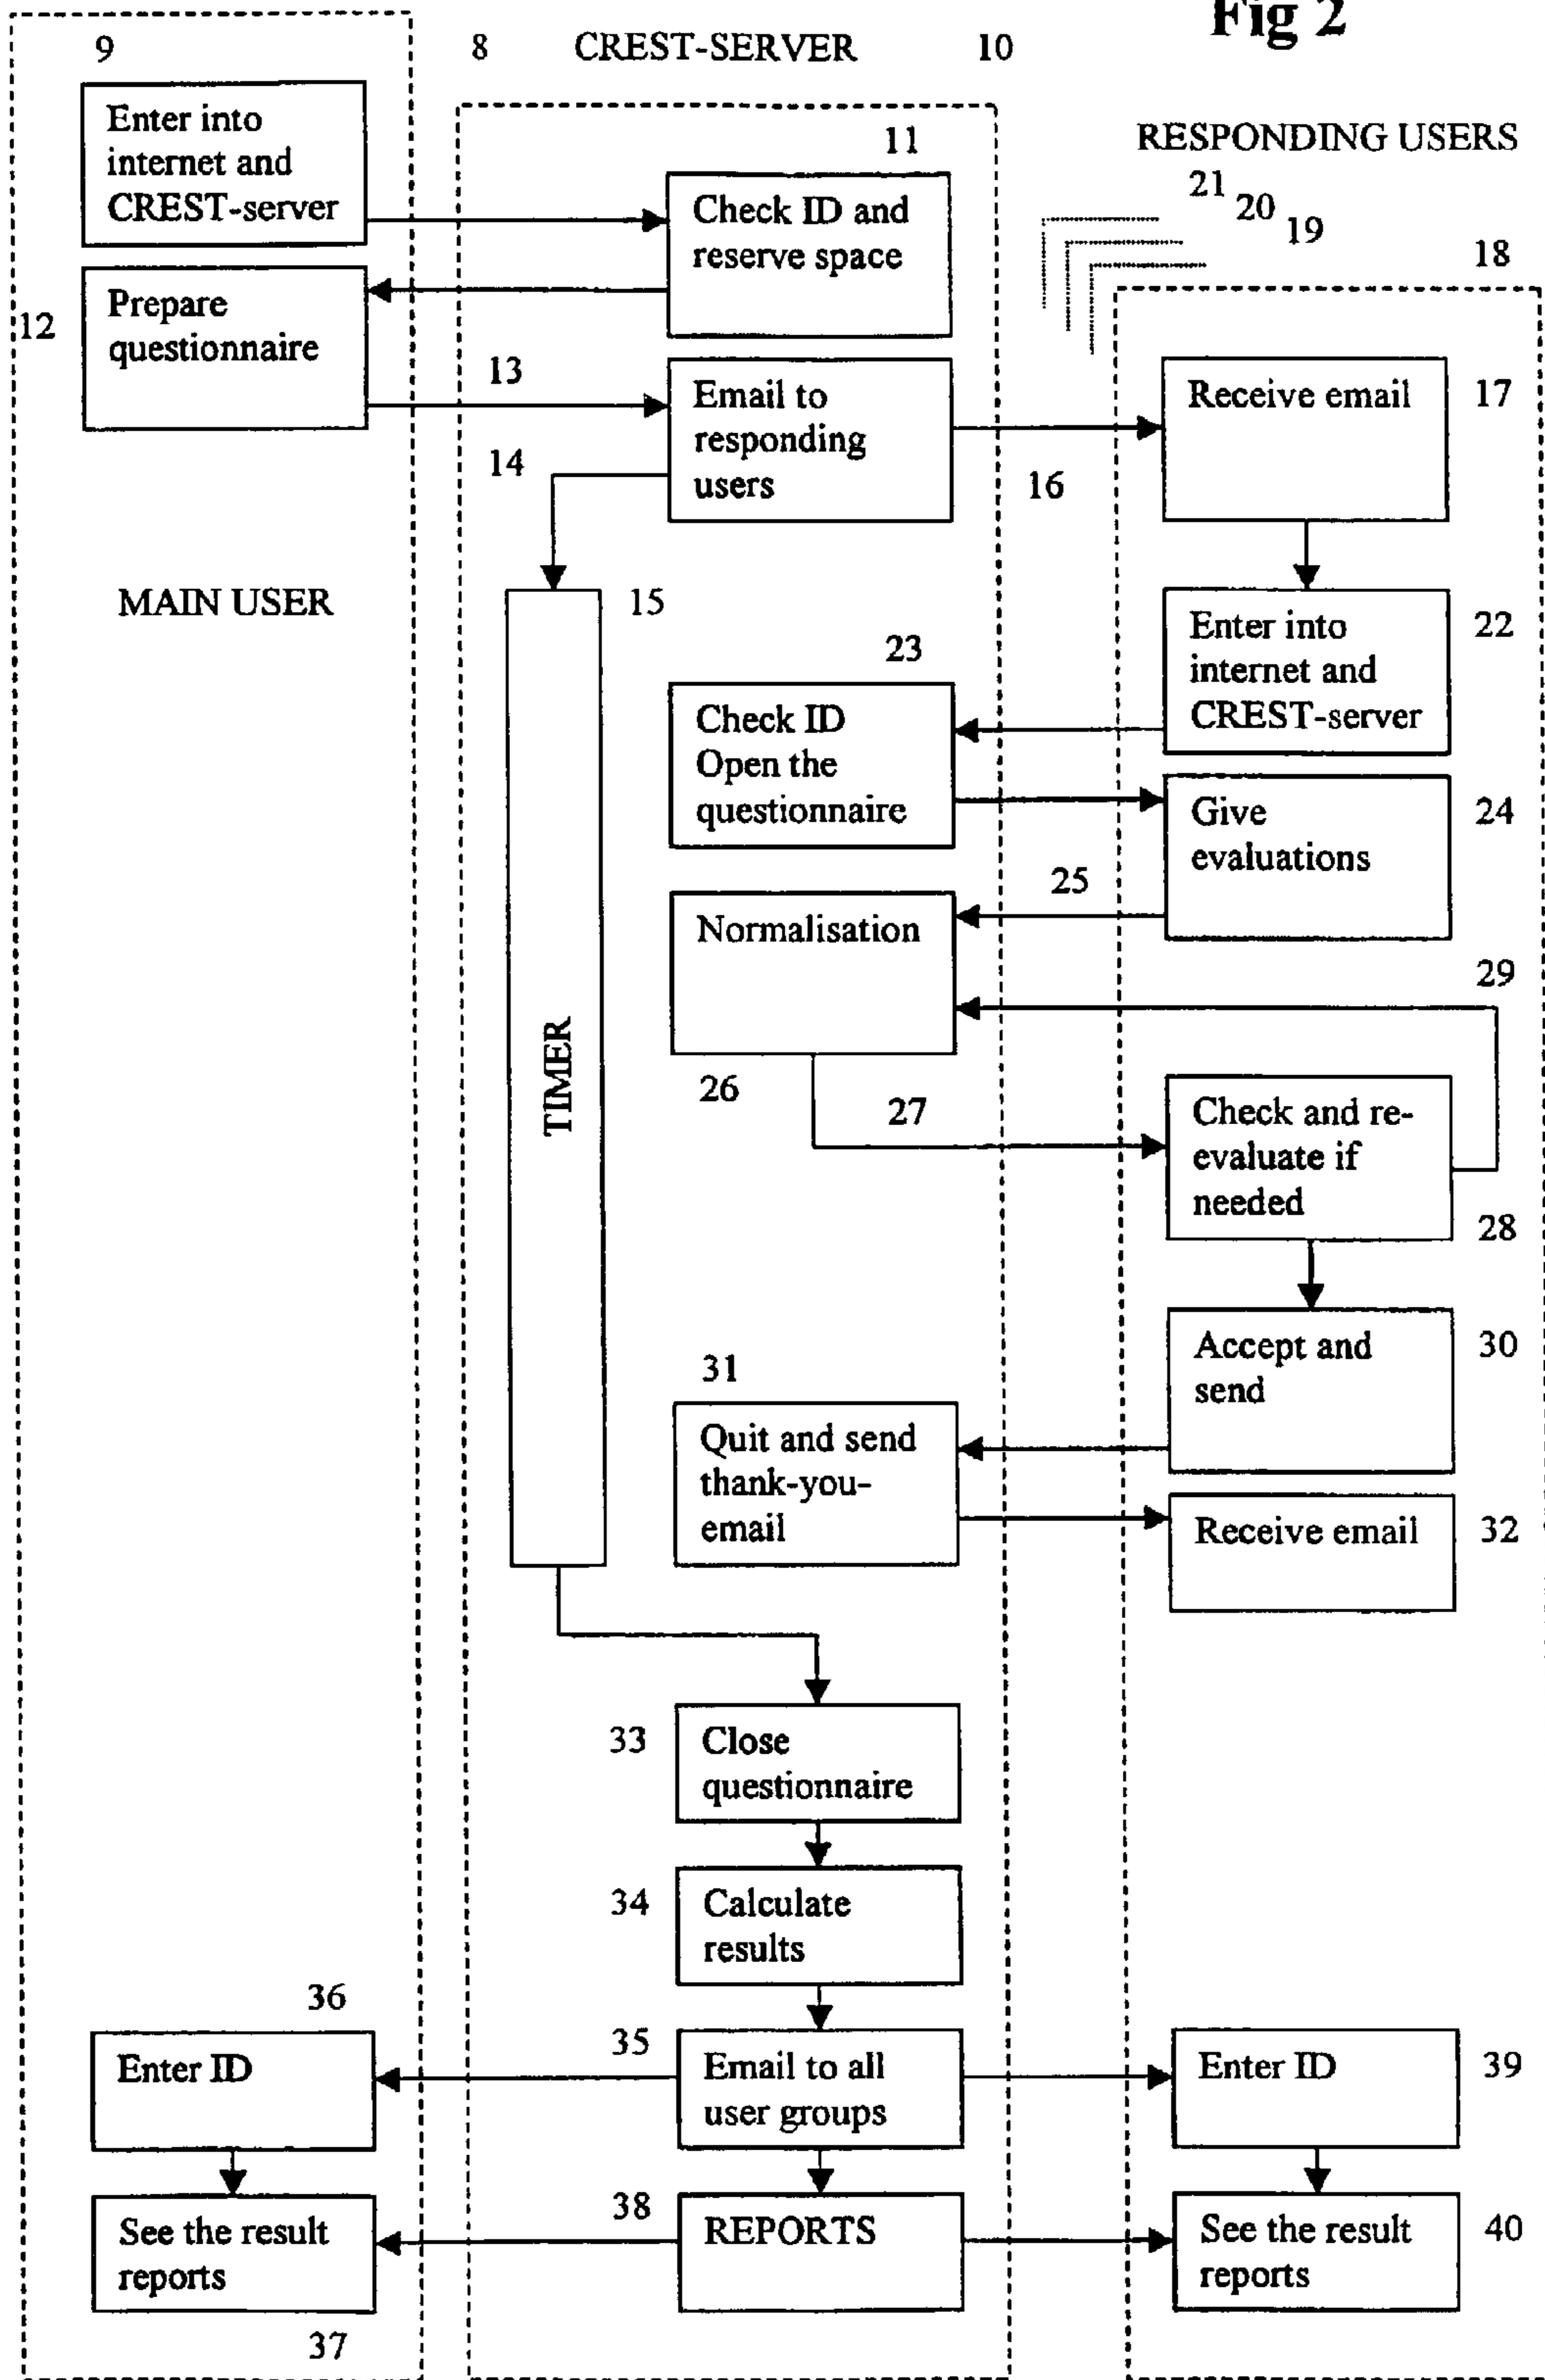 Fig 2
9
8
CREST-SERVER
10
Enter into
internet and
CREST-server
11
RESPONDING USERS
21
20
19
18
Check ID and
reserve space
12
Prepare
questionnaire
13
Email to
responding
users
14
16
Receive email
17
MAIN USER
15
TIMER
Enter into
internet and
CREST-server
22
23
Check ID
Open the
questionnaire
Give
evaluations
24
25
Normalisation
29
26
27
Check and re-
evaluate if
needed
28
Accept and
send
30
31
Quit and send
thank-you-
email
Receive email
32
33
Close
questionnaire
34
Calculate
results
36
Enter ID
35
Email to all
user groups
Enter ID
39
See the result
reports
38
REPORTS
See the result
reports
40
37